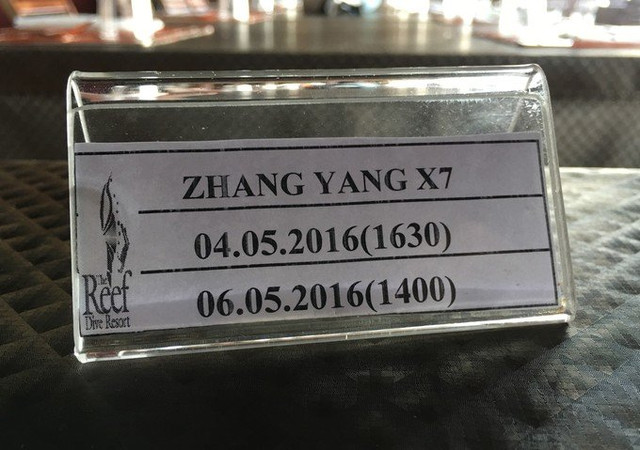 ZHANG YANG X7
04.05.2016(1630)
06.05.2016(1400)
The
Reef
Dive Resort